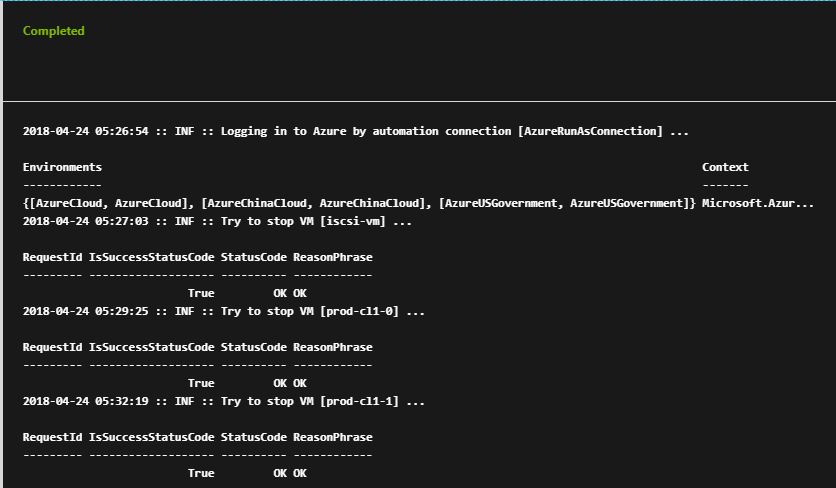 Completed
2018-04-24 05:26:54 :: INF :: Logging in to Azure by automation connection [AzureRunAsConnection] ...
Environments                                                                                           Context
------------                                                                                           -------
{[AzureCloud, AzureCloud], [AzureChinaCloud, AzureChinaCloud], [AzureUSGovernment, AzureUSGovernment]} Microsoft.Azur...
2018-04-24 05:27:03 :: INF :: Try to stop VM [iscsi-vm] ...
RequestId IsSuccessStatusCode StatusCode ReasonPhrase
--------- ------------------- ---------- ------------
                         True         OK OK
2018-04-24 05:29:25 :: INF :: Try to stop VM [prod-cl1-0] ...
RequestId IsSuccessStatusCode StatusCode ReasonPhrase
--------- ------------------- ---------- ------------
                         True         OK OK
2018-04-24 05:32:19 :: INF :: Try to stop VM [prod-cl1-1] ...
RequestId IsSuccessStatusCode StatusCode ReasonPhrase
--------- ------------------- ---------- ------------
                         True         OK OK